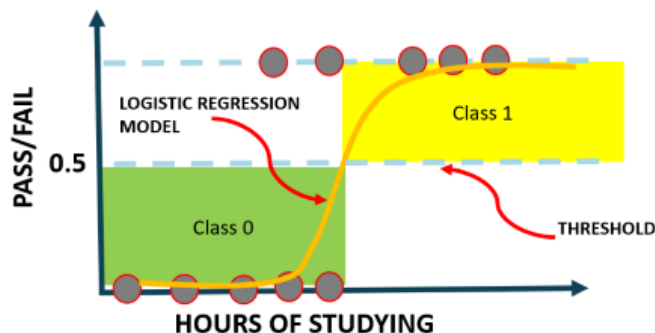 LOGISTIC REGRESSION
MODEL
Class 1
PASS/FAIL
0.5
Class 0
THRESHOLD
HOURS OF STUDYING